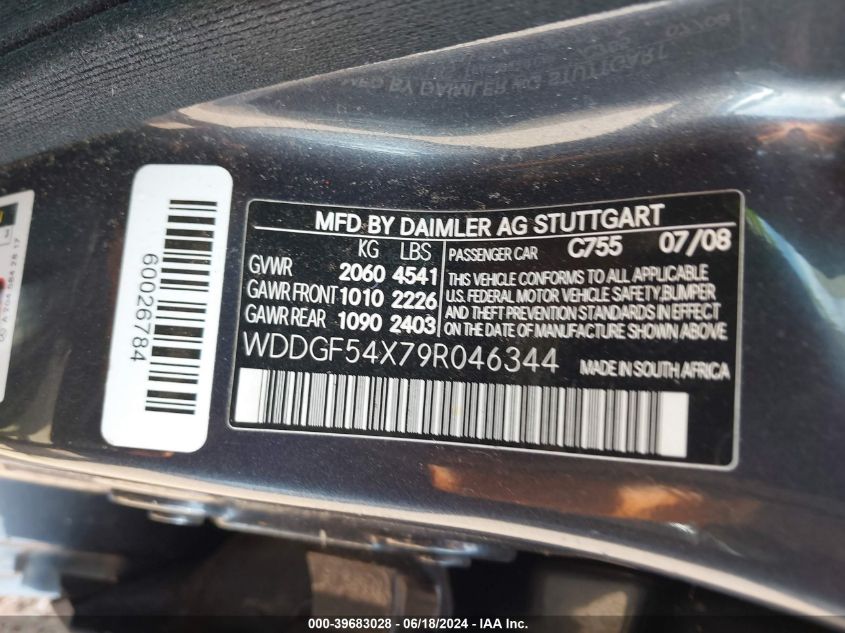 MFD BY DAIMLER AG STUTTGART
KG LBS
GVWR 2060 4541
GAWR FRONT 1010 2226
GAWR REAR 1090 2403
PASSENGER CAR C755 07/08
THIS VEHICLE CONFORMS TO ALL APPLICABLE
U.S. FEDERAL MOTOR VEHICLE SAFETY, BUMPER
AND THEFT PREVENTION STANDARDS IN EFFECT
ON THE DATE OF MANUFACTURE SHOWN ABOVE
WDDGF54X79R046344 MADE IN SOUTH AFRICA
60026784
000-39683028 - 06/18/2024 - IAA Inc.